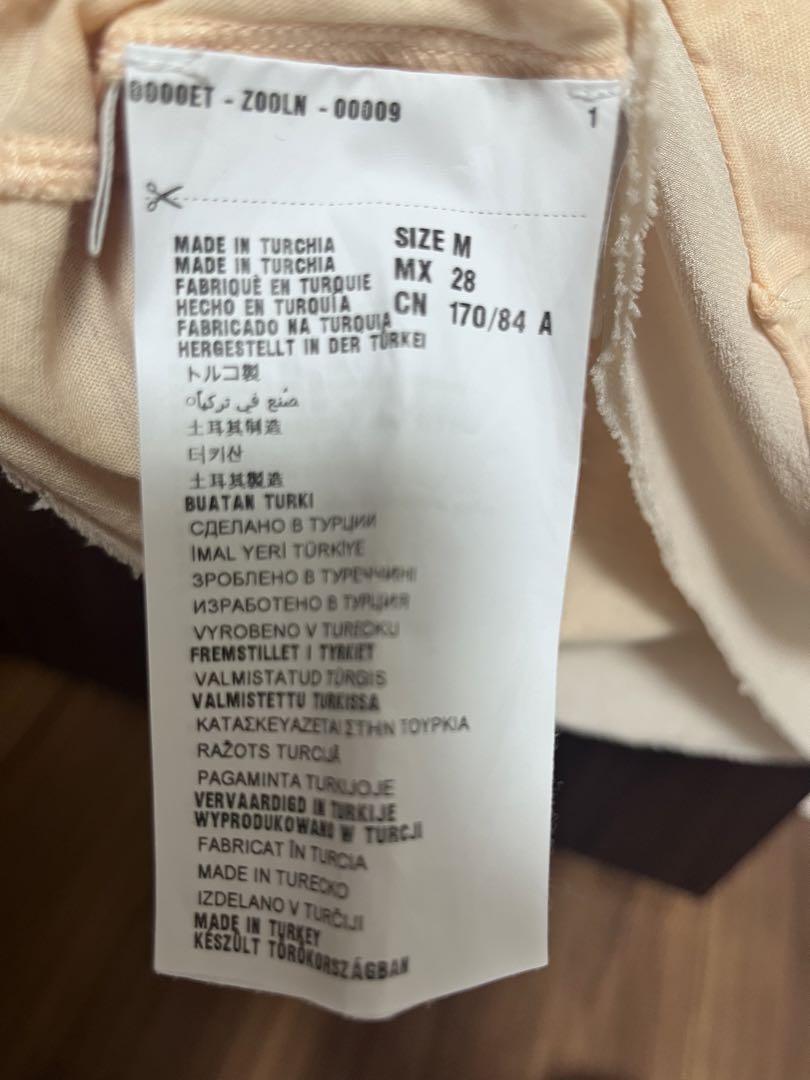 0000ET - Z00LN - 00009
1
MADE IN TURCHIA
MADE IN TURCHIA
FABRIQUÈ EN TURQUIE
HECHO EN TURQUÍA
FABRICADO NA TURQUIA
HERGESTELLT IN DER TÜRKEI
SIZE M
MX 28
CN 170/84 A
トルコ製
صُنع في تركيا
土耳其制造
터키산
土耳其製造
BUATAN TURKI
СДЕЛАНО В ТУРЦИИ
İMAL YERİ TÜRKİYE
ЗРОБЛЕНО В ТУРЕЧЧИНІ
ИЗРАБОТЕНО В ТУРЦИЯ
VYROBENO V TURECKU
FREMSTILLET I TYRKIET
VALMISTATUD TÜRGIS
VALMISTETTU TURKISSA
ΚΑΤΑΣΚΕΥΑΖΕΤΑΙ ΣΤΗΝ ΤΟΥΡΚΙΑ
RAŽOTS TURCIJĀ
PAGAMINTA TURKIJOJE
VERVAARDIGD IN TURKIJE
WYPRODUKOWANO W TURCJI
FABRICAT ÎN TURCIA
MADE IN TURECKO
IZDELANO V TURČIJI
MADE IN TURKEY
KÉSZÜLT TÖRÖKORSZÁGBAN